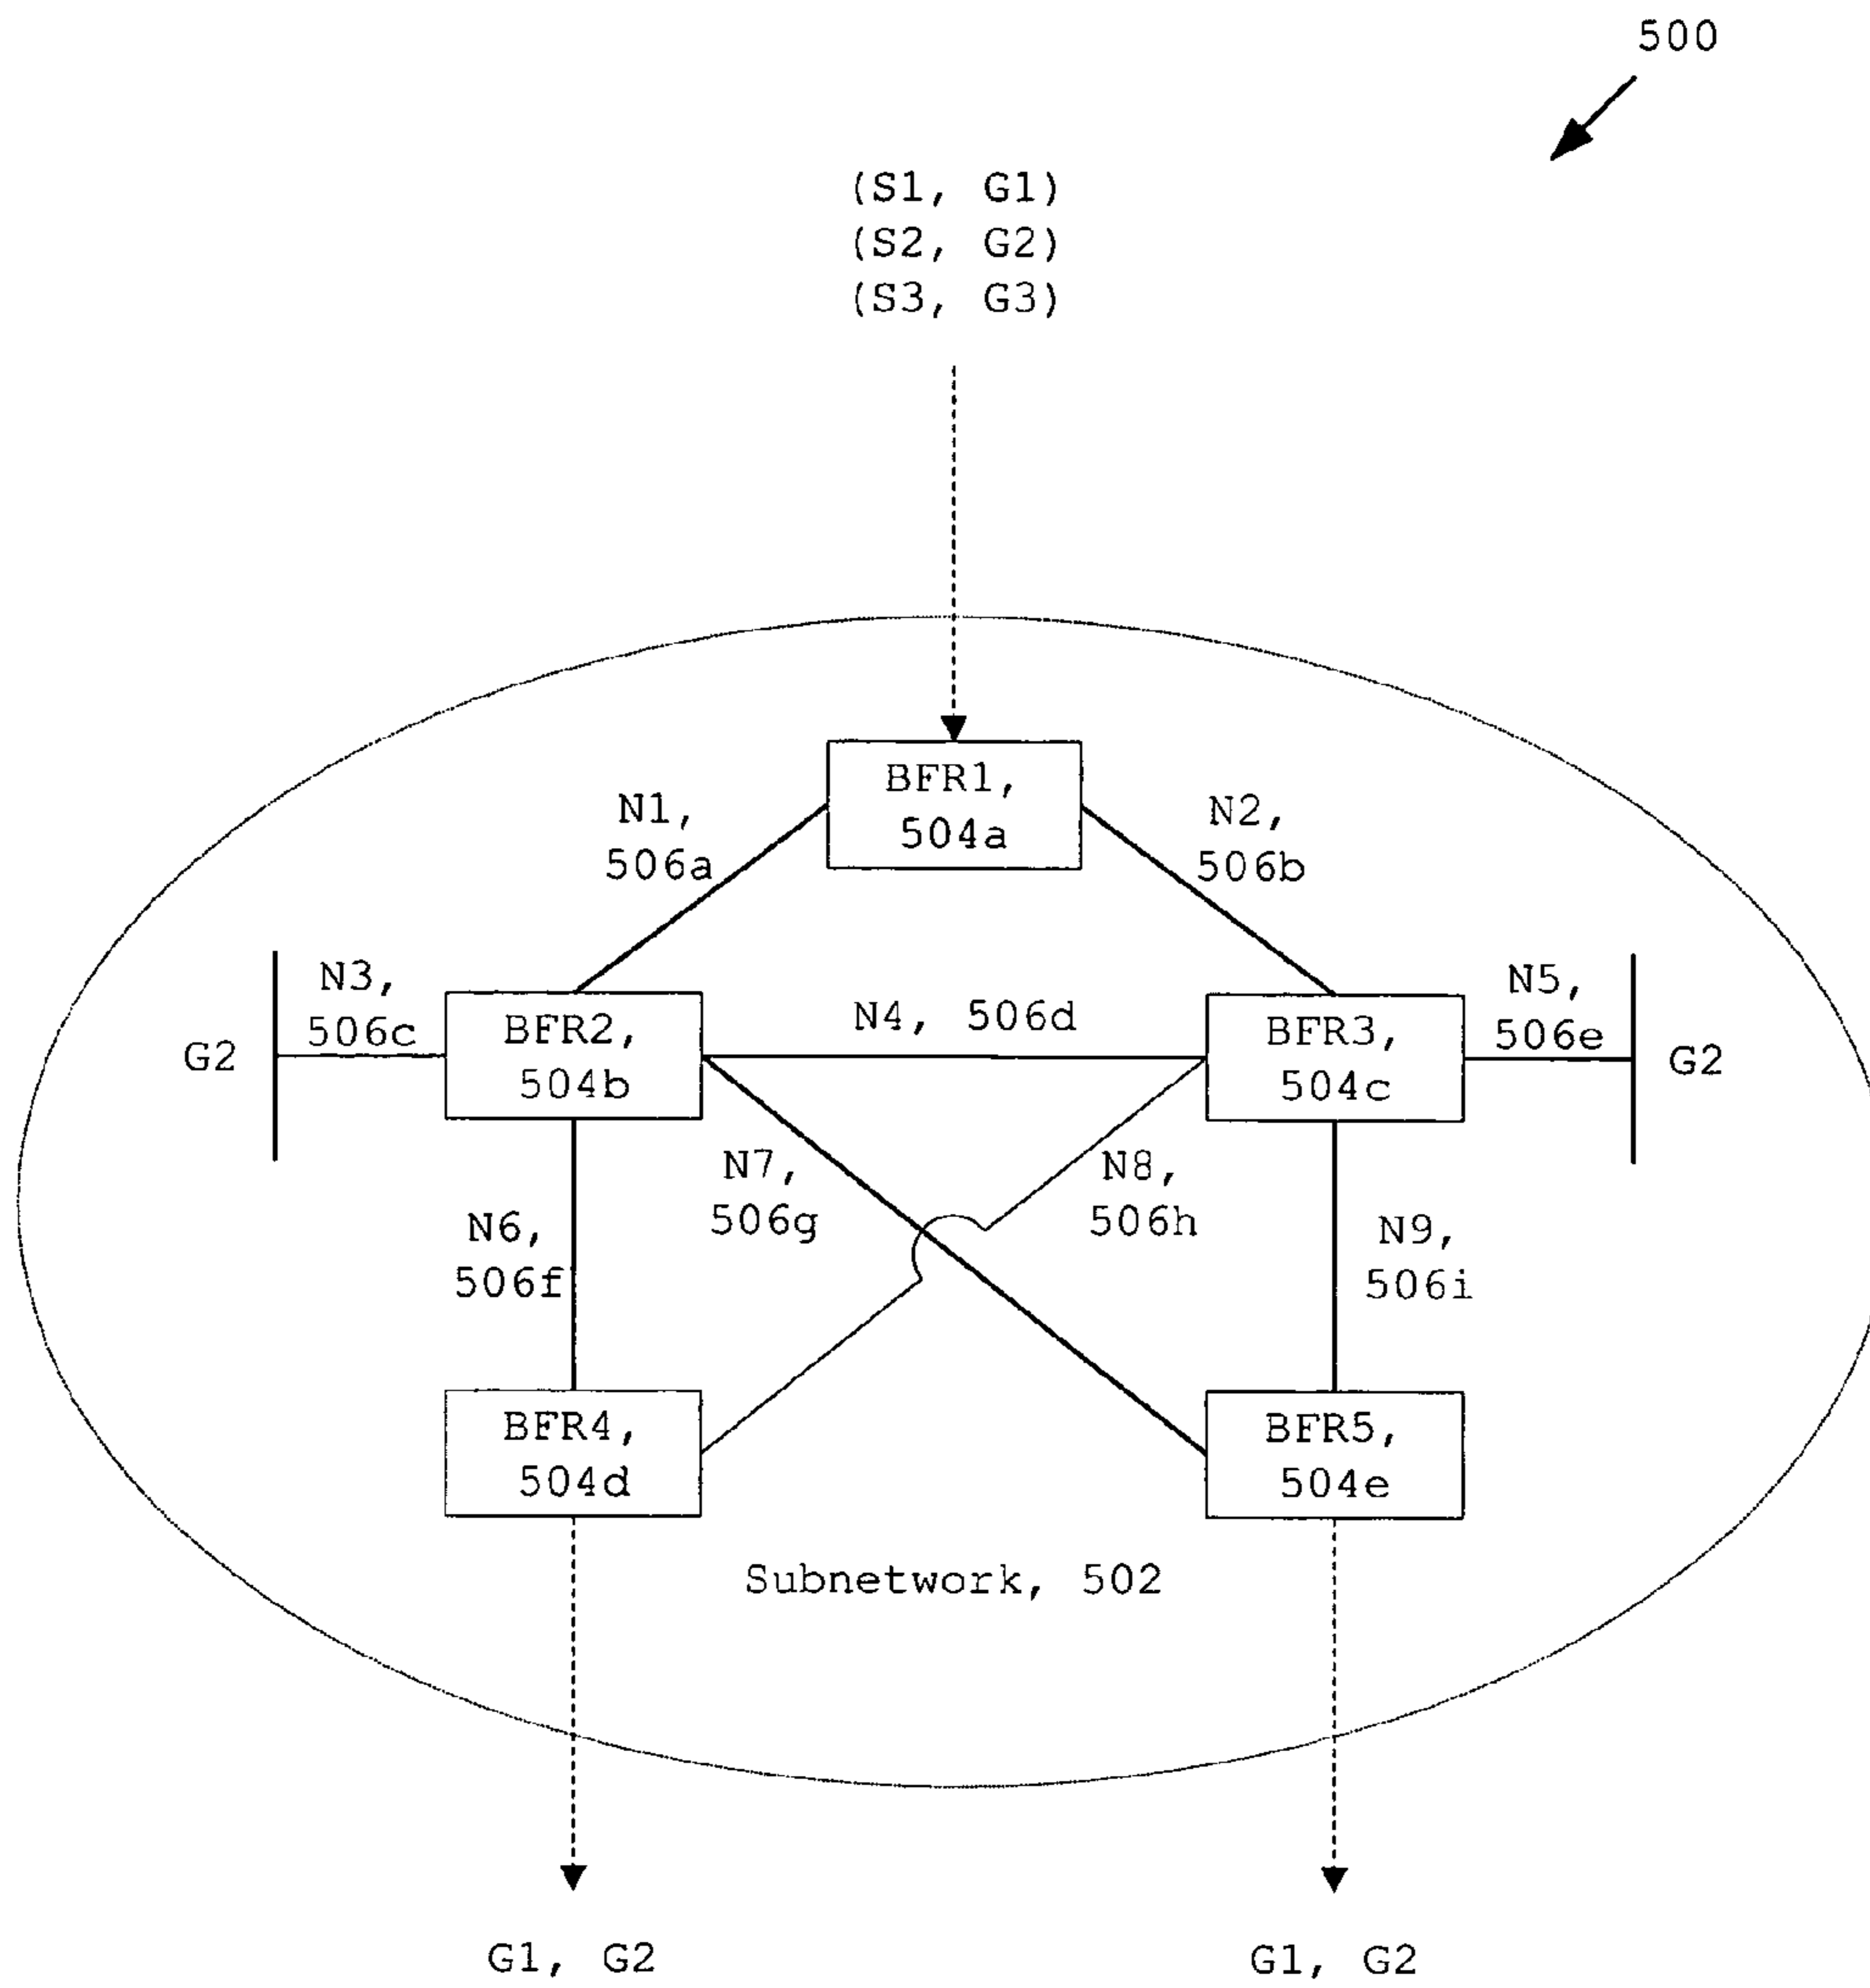 500
(S1, G1)
(S2, G2)
(S3, G3)
BFR1,
504a
N1,
506a
N2,
506b
N3,
506c
G2
BFR2,
504b
N4, 506d
BFR3,
504c
N5,
506e
G2
N7,
506g
N8,
506h
N6,
506f
N9,
506i
BFR4,
504d
BFR5,
504e
Subnetwork, 502
G1, G2
G1, G2